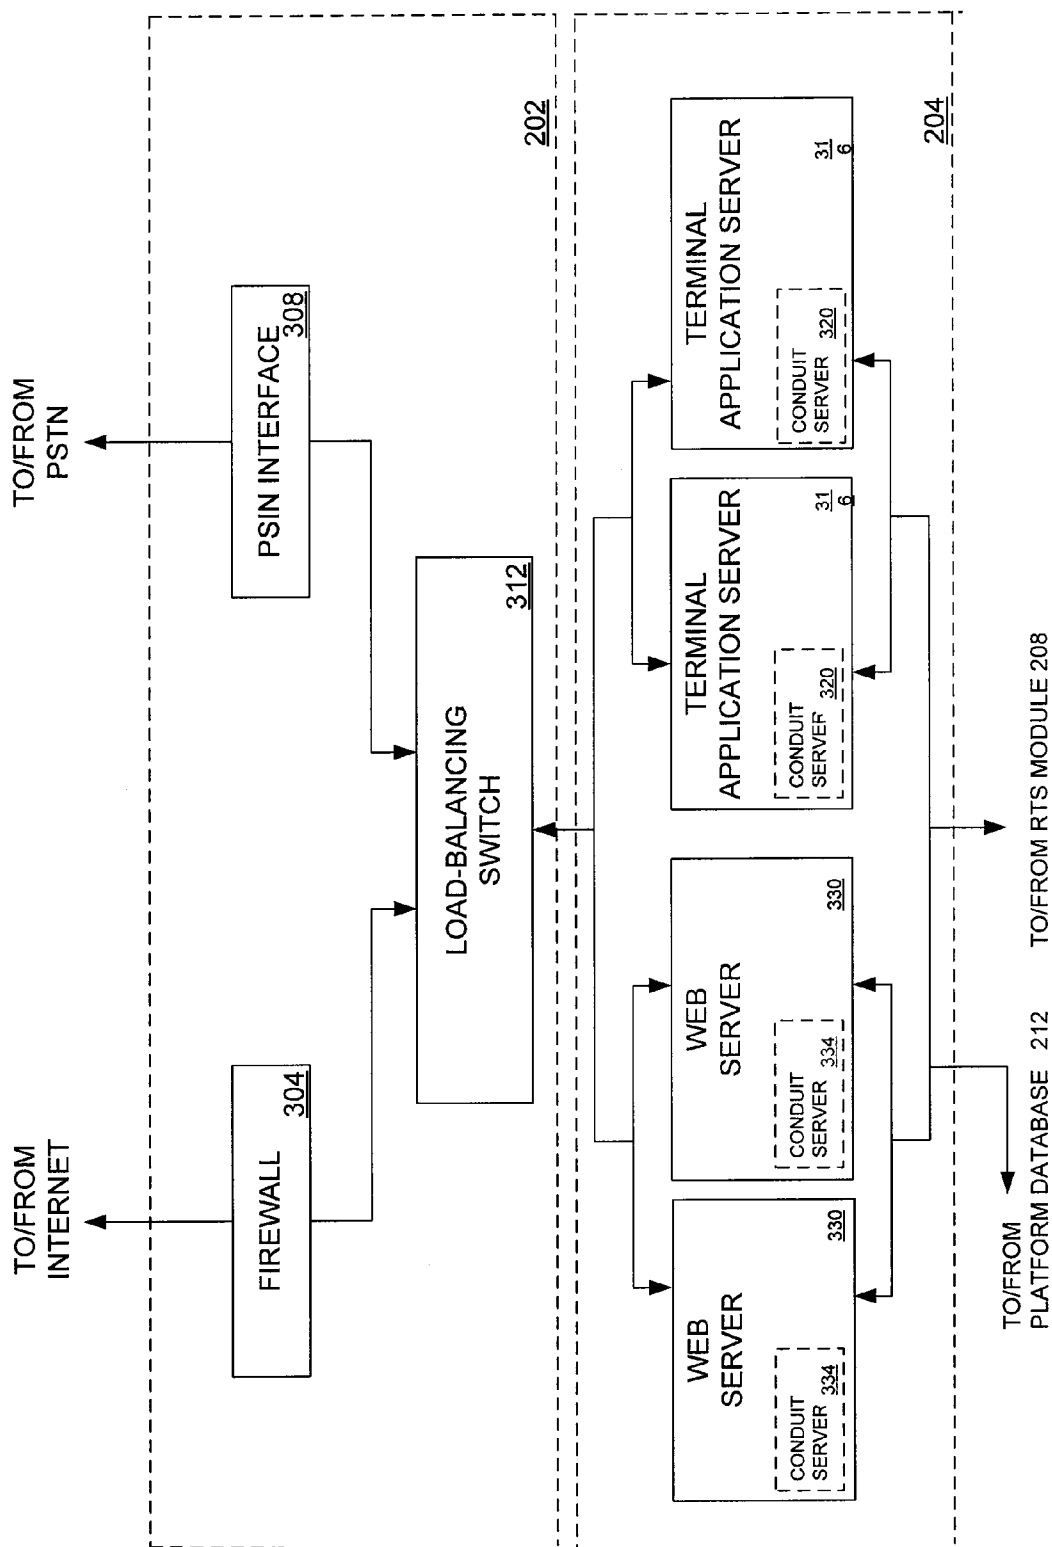 TO/FROM
INTERNET
TO/FROM
PSTN
FIREWALL
304
PSIN INTERFACE
308
LOAD-BALANCING
SWITCH
312
202
WEB
SERVER
330
CONDUIT
SERVER
334
WEB
SERVER
330
CONDUIT
SERVER
334
TERMINAL
APPLICATION SERVER
31
6
CONDUIT
SERVER
320
TERMINAL
APPLICATION SERVER
31
6
CONDUIT
SERVER
320
204
TO/FROM
PLATFORM DATABASE 212
TO/FROM RTS MODULE 208